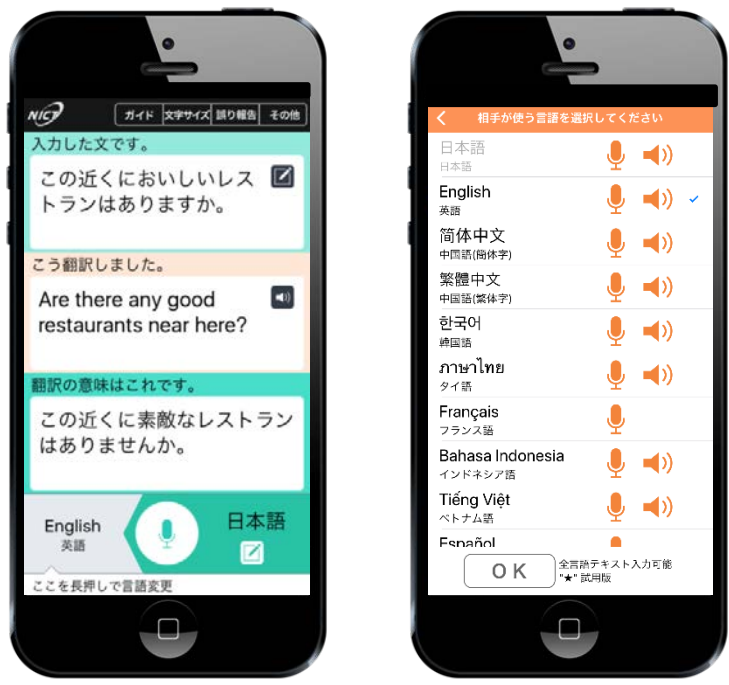 NICT
ガイド 文字サイズ 誤り報告 その他
入力した文です。
この近くにおいしいレス
トランはありますか。
こう翻訳しました。
Are there any good
restaurants near here?
翻訳の意味はこれです。
この近くに素敵なレストラン
はありませんか。
English
英語
日本語
ここを長押しで言語変更
相手が使う言語を選択してください
日本語
日本語
English
英語
简体中文
中国語(簡体字)
繁體中文
中国語(繁体字)
한국어
韓国語
ภาษาไทย
タイ語
Français
フランス語
Bahasa Indonesia
インドネシア語
Tiếng Việt
ベトナム語
Español
OK
全言語テキスト入力可能
"★" 試用版